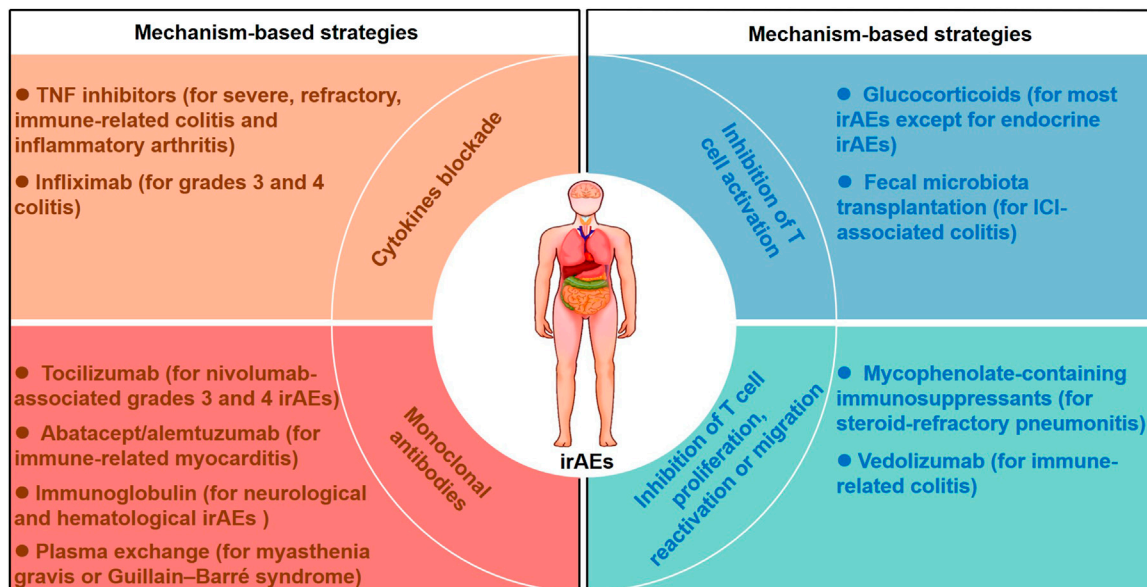 Mechanism-based strategies
● TNF inhibitors (for severe, refractory,
immune-related colitis and
inflammatory arthritis)
● Infliximab (for grades 3 and 4
colitis)
Cytokines blockade
Mechanism-based strategies
Inhibition of T
cell activation
● Glucocorticoids (for most
irAEs except for endocrine
irAEs)
● Fecal microbiota
transplantation (for ICI-
associated colitis)
● Tocilizumab (for nivolumab-
associated grades 3 and 4 irAEs)
● Abatacept/alemtuzumab (for
immune-related myocarditis)
● Immunoglobulin (for neurological
and hematological irAEs )
● Plasma exchange (for myasthenia
gravis or Guillain–Barré syndrome)
Monoclonal
antibodies
irAEs
Inhibition of T cell
proliferation,
reactivation or migration
● Mycophenolate-containing
immunosuppressants (for
steroid-refractory pneumonitis)
● Vedolizumab (for immune-
related colitis)